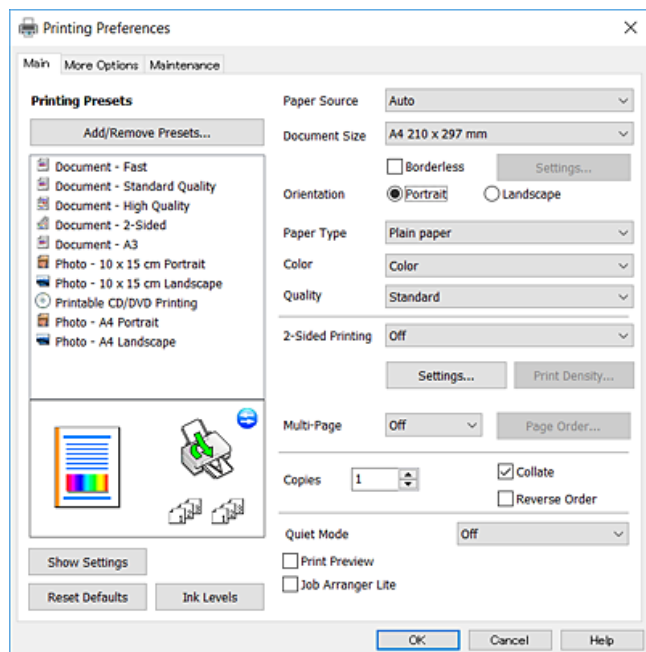 Printing Preferences
Main More Options Maintenance
Printing Presets
Add/Remove Presets...
Document - Fast
Document - Standard Quality
Document - High Quality
Document - 2-Sided
Document - A3
Photo - 10 x 15 cm Portrait
Photo - 10 x 15 cm Landscape
Printable CD/DVD Printing
Photo - A4 Portrait
Photo - A4 Landscape
Show Settings
Reset Defaults Ink Levels
Paper Source Auto
Document Size A4 210 x 297 mm
Borderless Settings...
Orientation Portrait Landscape
Paper Type Plain paper
Color Color
Quality Standard
2-Sided Printing Off
Settings... Print Density...
Multi-Page Off Page Order...
Copies 1 Collate
Reverse Order
Quiet Mode Off
Print Preview
Job Arranger Lite
OK Cancel Help